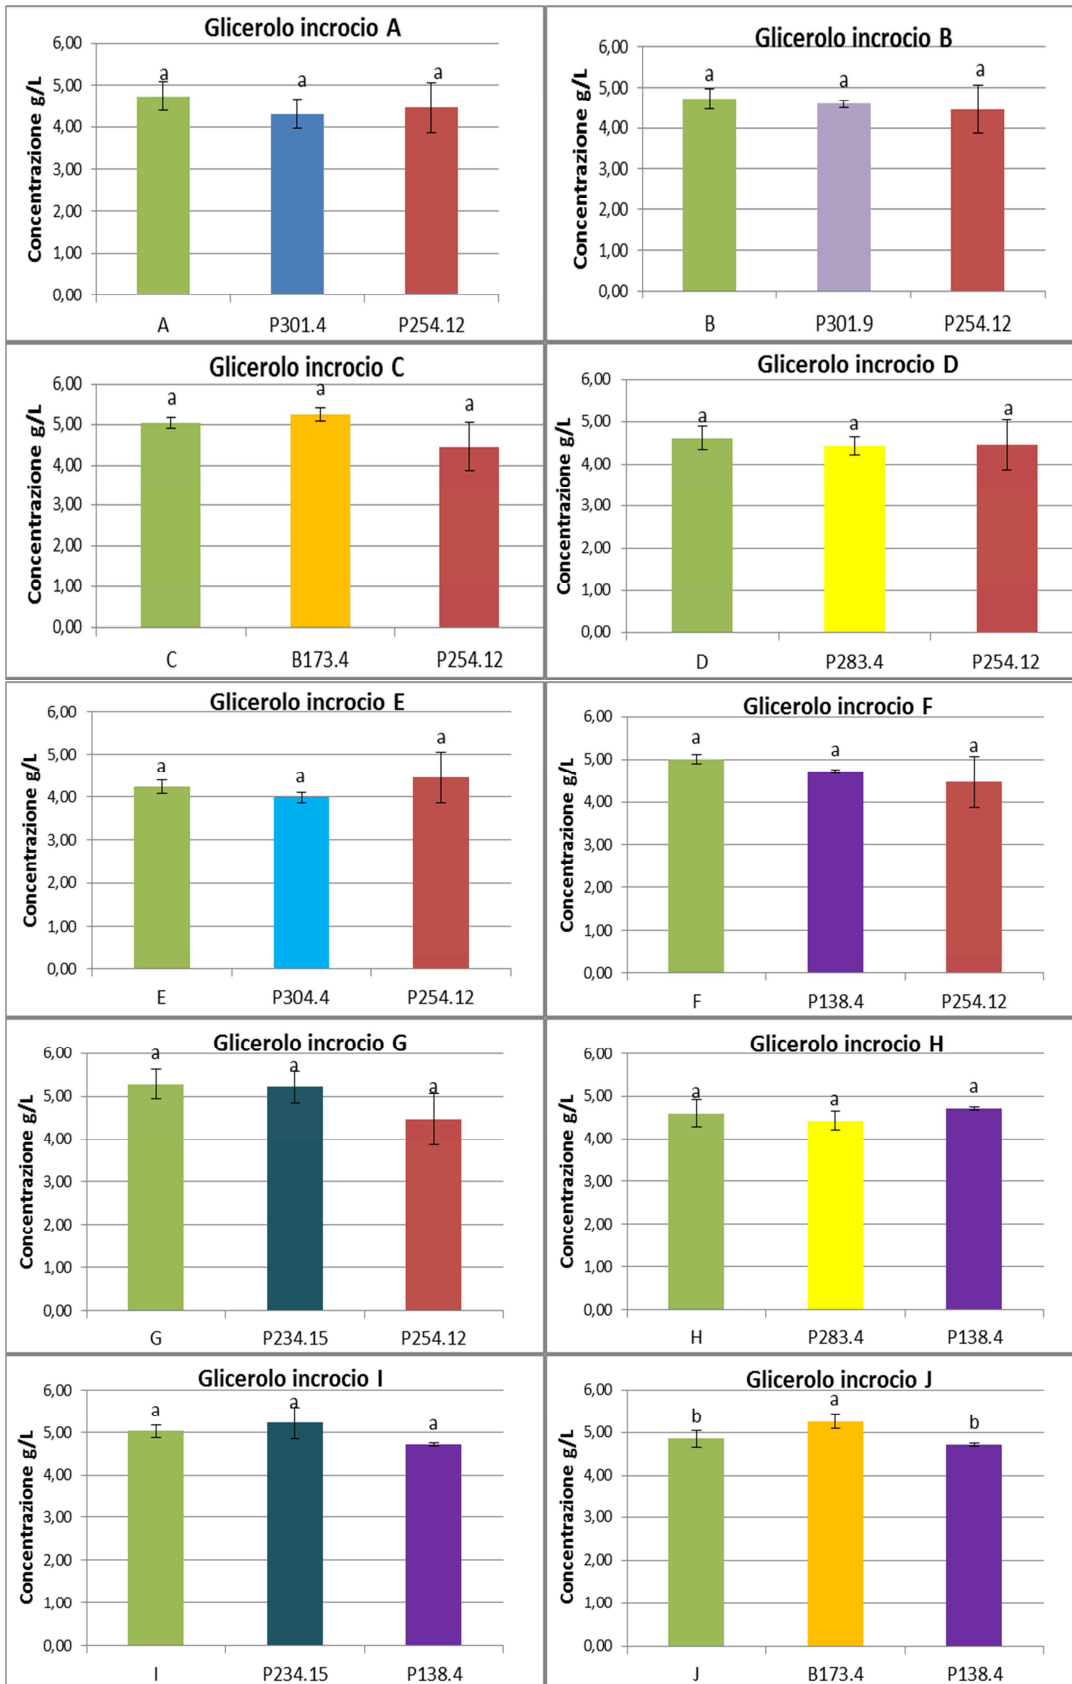 Glicerolo incrocio A
Concentrazione g/L
6,00
5,00
4,00
3,00
2,00
1,00
0,00
a a a
A P301.4 P254.12
Glicerolo incrocio B
Concentrazione g/L
6,00
5,00
4,00
3,00
2,00
1,00
0,00
a a a
B P301.9 P254.12
Glicerolo incrocio C
Concentrazione g/L
6,00
5,00
4,00
3,00
2,00
1,00
0,00
a a a
C B173.4 P254.12
Glicerolo incrocio D
Concentrazione g/L
6,00
5,00
4,00
3,00
2,00
1,00
0,00
a a a
D P283.4 P254.12
Glicerolo incrocio E
Concentrazione g/L
6,00
5,00
4,00
3,00
2,00
1,00
0,00
a a a
E P304.4 P254.12
Glicerolo incrocio F
Concentrazione g/L
6,00
5,00
4,00
3,00
2,00
1,00
0,00
a a a
F P138.4 P254.12
Glicerolo incrocio G
Concentrazione g/L
6,00
5,00
4,00
3,00
2,00
1,00
0,00
a a a
G P234.15 P254.12
Glicerolo incrocio H
Concentrazione g/L
6,00
5,00
4,00
3,00
2,00
1,00
0,00
a a a
H P283.4 P138.4
Glicerolo incrocio I
Concentrazione g/L
6,00
5,00
4,00
3,00
2,00
1,00
0,00
a a a
I P234.15 P138.4
Glicerolo incrocio J
Concentrazione g/L
6,00
5,00
4,00
3,00
2,00
1,00
0,00
b a b
J B173.4 P138.4